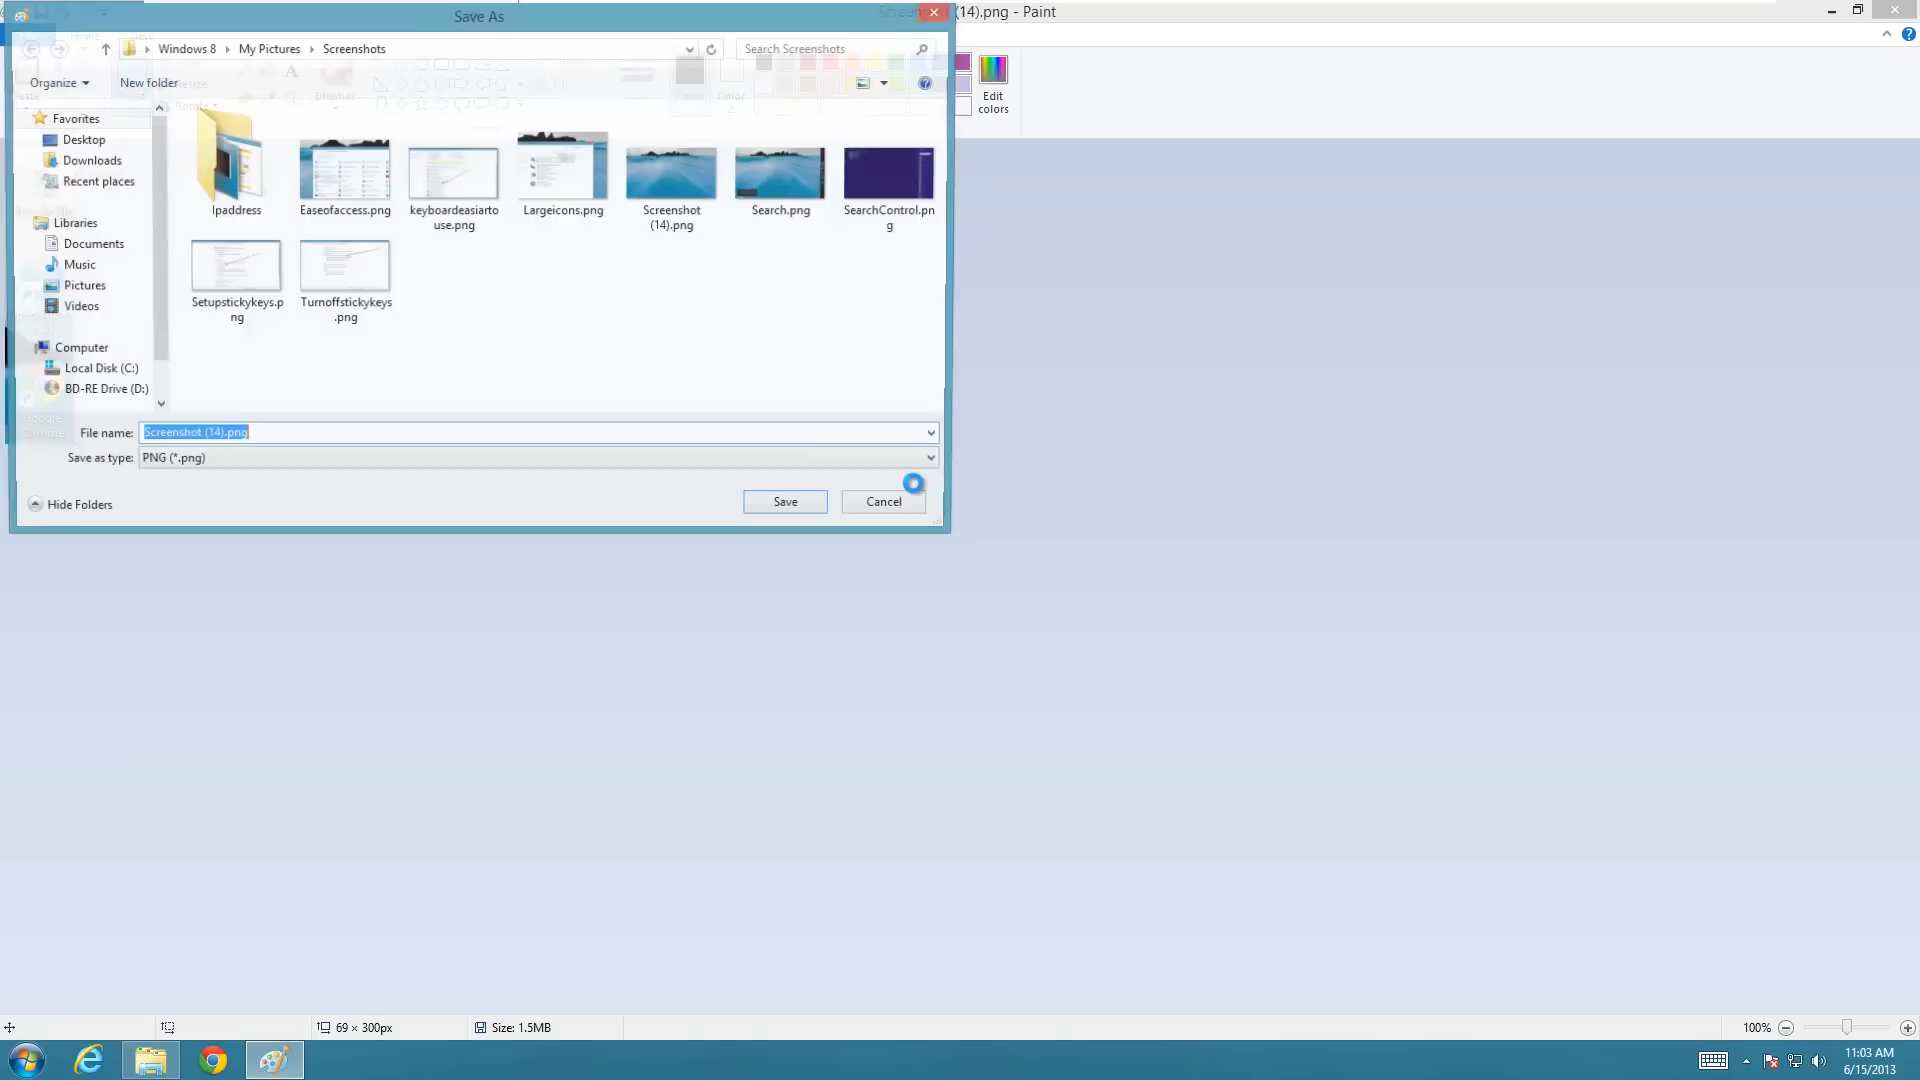 Save As
(14).png - Paint
Windows 8 My Pictures Screenshots
Search Screenshots
Organize
New folder
Edit
colors
Favorites
Desktop
Downloads
Recent places
Libraries
Documents
Music
Pictures
Videos
Computer
Local Disk (C:)
BD-RE Drive (D:)
Ipaddress
Easeofaccess.png
keyboardeasiarto
use.png
Largeicons.png
Screenshot
(14).png
Search.png
SearchControl.pn
g
Setupstickykeys.p
ng
Turnoffstickykeys
.png
File name: Screenshot (14).png
Save as type: PNG (*.png)
Hide Folders
Save
Cancel
69 × 300px
Size: 1.5MB
100%
11:03 AM
6/15/2013